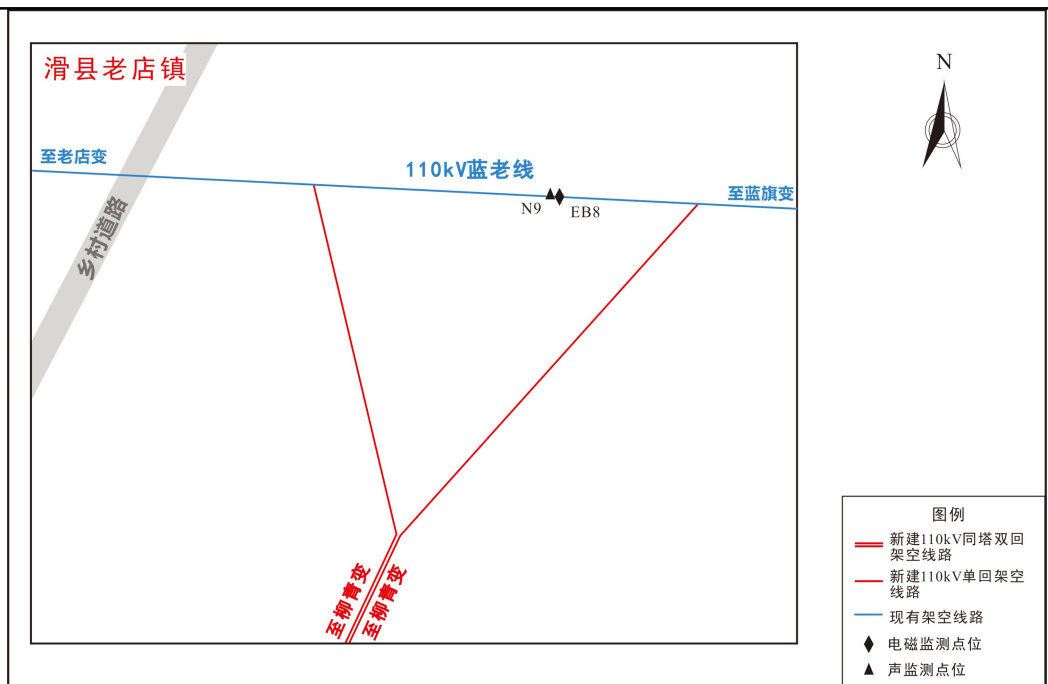 滑县老店镇
N
至老店变
110kV蓝老线
至蓝旗变
N9
EB8
乡村道路
至柳青变
至柳青变
图例
新建110kV同塔双回
架空线路
新建110kV单回架空
线路
现有架空线路
电磁监测点位
声监测点位